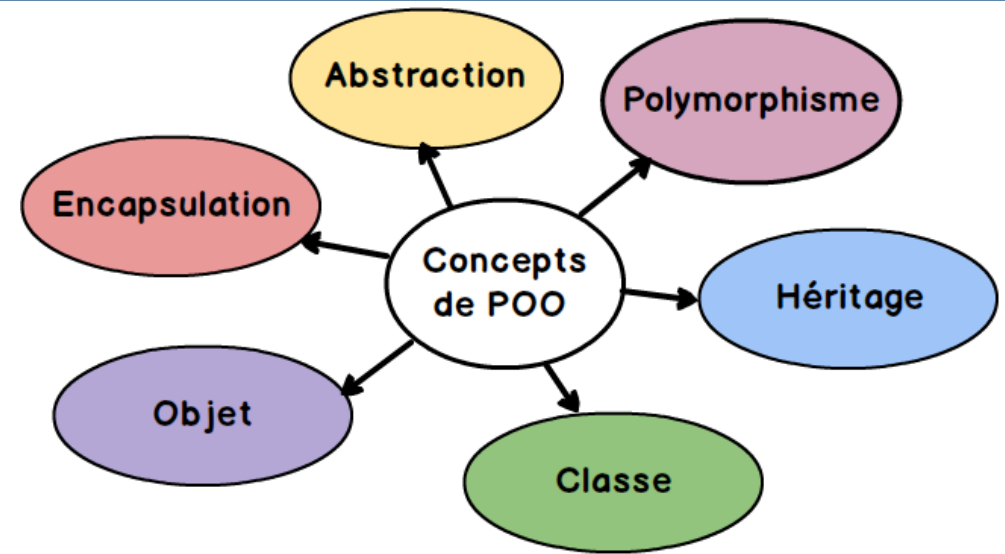 Abstraction
Polymorphisme
Encapsulation
Concepts
de POO
Héritage
Objet
Classe